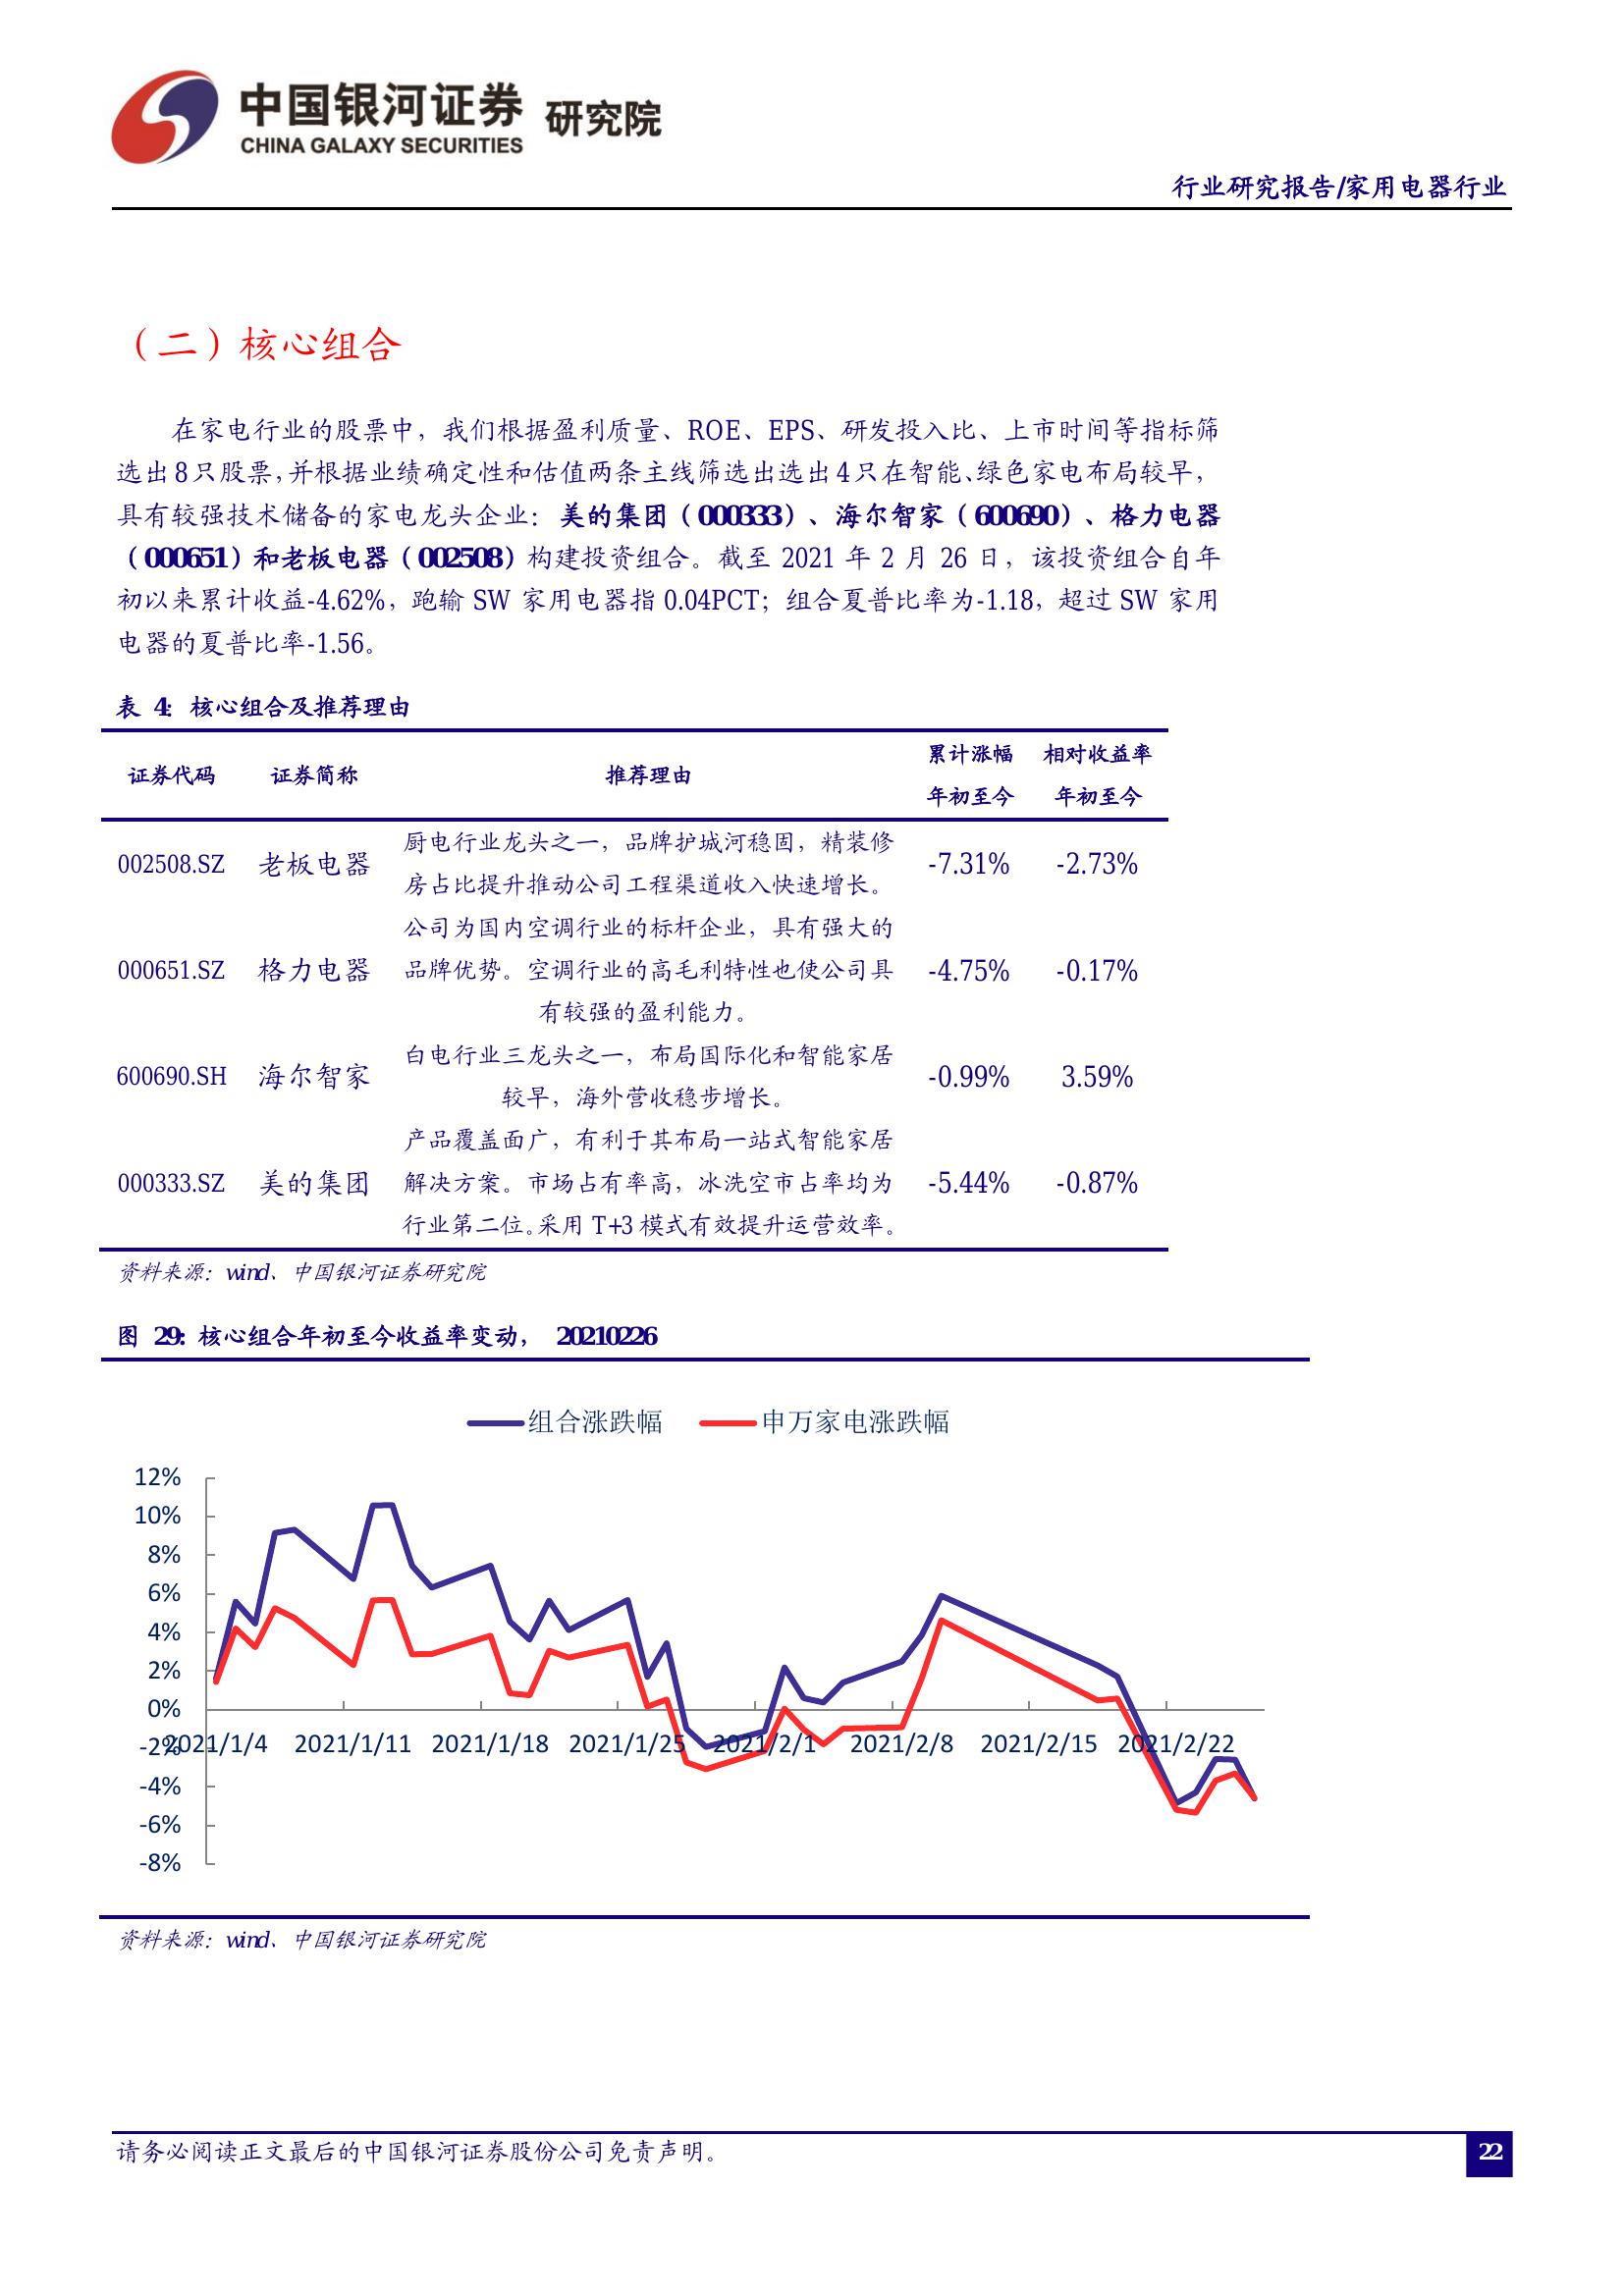 中国银河证券 研究院
CHINA GALAXY SECURITIES
行业研究报告/家用电器行业
（二）核心组合
在家电行业的股票中，我们根据盈利质量、ROE、EPS、研发投入比、上市时间等指标筛
选出8只股票，并根据业绩确定性和估值两条主线筛选出选出4只在智能、绿色家电布局较早，
具有较强技术储备的家电龙头企业：美的集团（000333）、海尔智家（600690）、格力电器
（000651）和老板电器（002508）构建投资组合。截至 2021 年 2 月 26 日，该投资组合自年
初以来累计收益-4.62%，跑输 SW 家用电器指 0.04PCT；组合夏普比率为-1.18，超过 SW 家用
电器的夏普比率-1.56。
表 4: 核心组合及推荐理由
累计涨幅 相对收益率
证券代码 证券简称 推荐理由
年初至今 年初至今
厨电行业龙头之一，品牌护城河稳固，精装修
002508.SZ 老板电器 -7.31% -2.73%
房占比提升推动公司工程渠道收入快速增长。
公司为国内空调行业的标杆企业，具有强大的
000651.SZ 格力电器 品牌优势。空调行业的高毛利特性也使公司具 -4.75% -0.17%
有较强的盈利能力。
白电行业三龙头之一，布局国际化和智能家居
600690.SH 海尔智家 -0.99% 3.59%
较早，海外营收稳步增长。
产品覆盖面广，有利于其布局一站式智能家居
000333.SZ 美的集团 解决方案。市场占有率高，冰洗空市占率均为 -5.44% -0.87%
行业第二位。采用 T+3 模式有效提升运营效率。
资料来源：wind、中国银河证券研究院
图 29: 核心组合年初至今收益率变动， 20210226
组合涨跌幅 申万家电涨跌幅
12%
10%
8%
6%
4%
2%
0%
-2%
2021/1/4 2021/1/11 2021/1/18 2021/1/25 2021/2/1 2021/2/8 2021/2/15 2021/2/22
-4%
-6%
-8%
资料来源：wind、中国银河证券研究院
请务必阅读正文最后的中国银河证券股份公司免责声明。
22